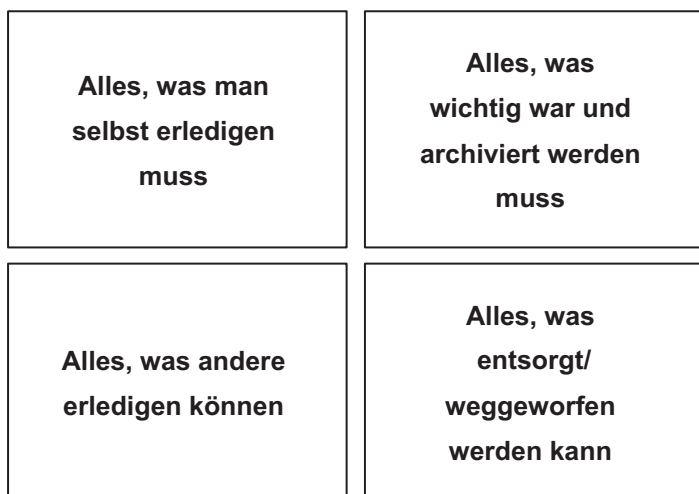 Alles, was man
selbst erledigen
muss
Alles, was
wichtig war und
archiviert werden
muss
Alles, was andere
erledigen können
Alles, was
entsorgt/
weggeworfen
werden kann